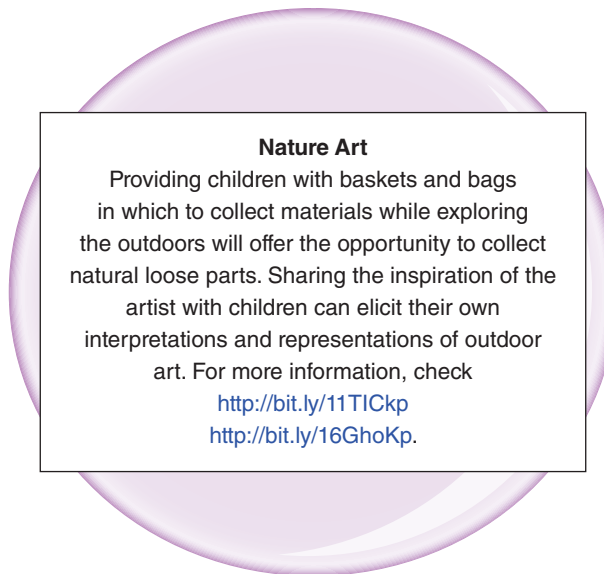 Nature Art
Providing children with baskets and bags
in which to collect materials while exploring
the outdoors will offer the opportunity to collect
natural loose parts. Sharing the inspiration of the
artist with children can elicit their own
interpretations and representations of outdoor
art. For more information, check
http://bit.ly/11TICkp
http://bit.ly/16GhoKp.